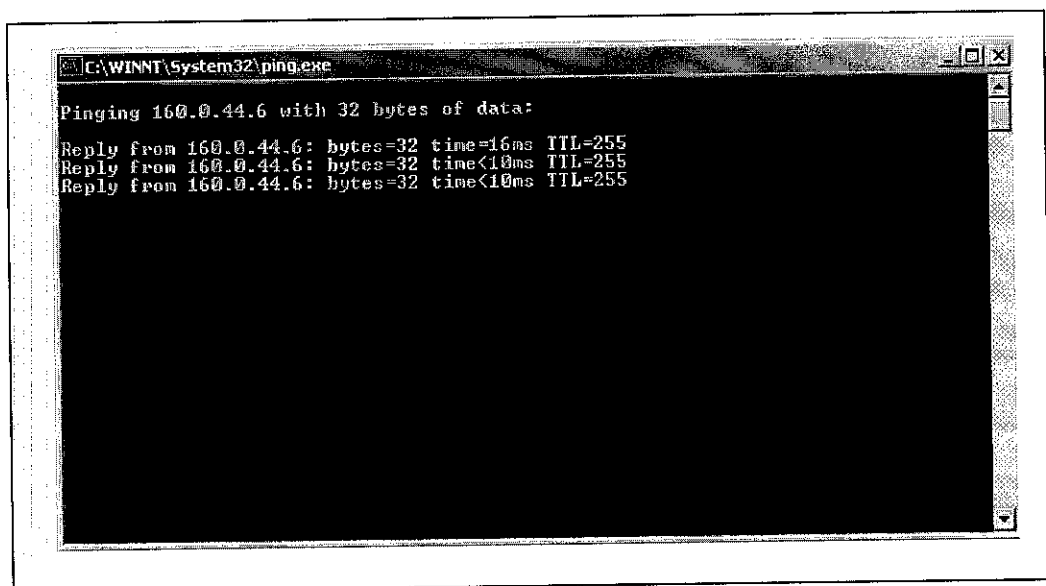 C:\WINNT\System32\ping.exe
Pinging 160.0.44.6 with 32 bytes of data:
Reply from 160.0.44.6: bytes=32 time=16ms TTL=255
Reply from 160.0.44.6: bytes=32 time<10ms TTL=255
Reply from 160.0.44.6: bytes=32 time<10ms TTL=255